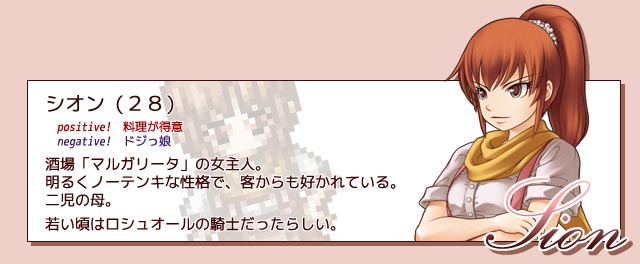 シオン（２８）
positive! 料理が得意
negative! ドジっ娘
酒場「マルガリータ」の女主人。
明るくノーテンキな性格で、客からも好かれている。
二児の母。
若い頃はロシュオールの騎士だったらしい。
Sion